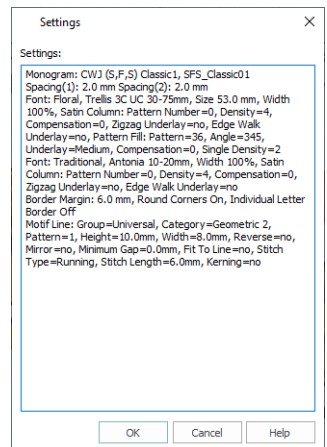 Settings
Settings:
Monogram: CWJ (S,F,S) Classic1, SFS_Classic01
Spacing(1): 2.0 mm Spacing(2): 2.0 mm
Font: Floral, Trellis 3C UC 30-75mm, Size 53.0 mm, Width
100%, Satin Column: Pattern Number=0, Density=4,
Compensation=0, Zigzag Underlay=no, Edge Walk
Underlay=no, Pattern Fill: Pattern=36, Angle=345,
Underlay=Medium, Compensation=0, Single Density=2
Font: Traditional, Antonia 10-20mm, Width 100%, Satin
Column: Pattern Number=0, Density=4, Compensation=0,
Zigzag Underlay=no, Edge Walk Underlay=no
Border Margin: 6.0 mm, Round Corners On, Individual Letter
Border Off
Motif Line: Group=Universal, Category=Geometric 2,
Pattern=1, Height=10.0mm, Width=8.0mm, Reverse=no,
Mirror=no, Minimum Gap=0.0mm, Fit To Line=no, Stitch
Type=Running, Stitch Length=6.0mm, Kerning=no
OK Cancel Help